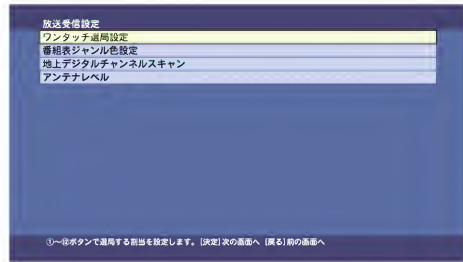 放送受信設定
ワンタッチ選局設定
番組表ジャンル色設定
地上デジタルチャンネルスキャン
アンテナレベル
①～⑫ボタンで選局する割当を設定します。[決定]次の画面へ [戻る]前の画面へ